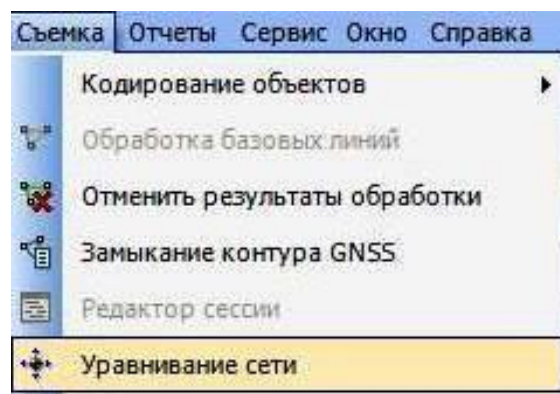 Съемка Отчеты Сервис Окно Справка
Кодирование объектов
Обработка базовых линий
Отменить результаты обработки
Замыкание контура GNSS
Редактор сессии
Уравнивание сети